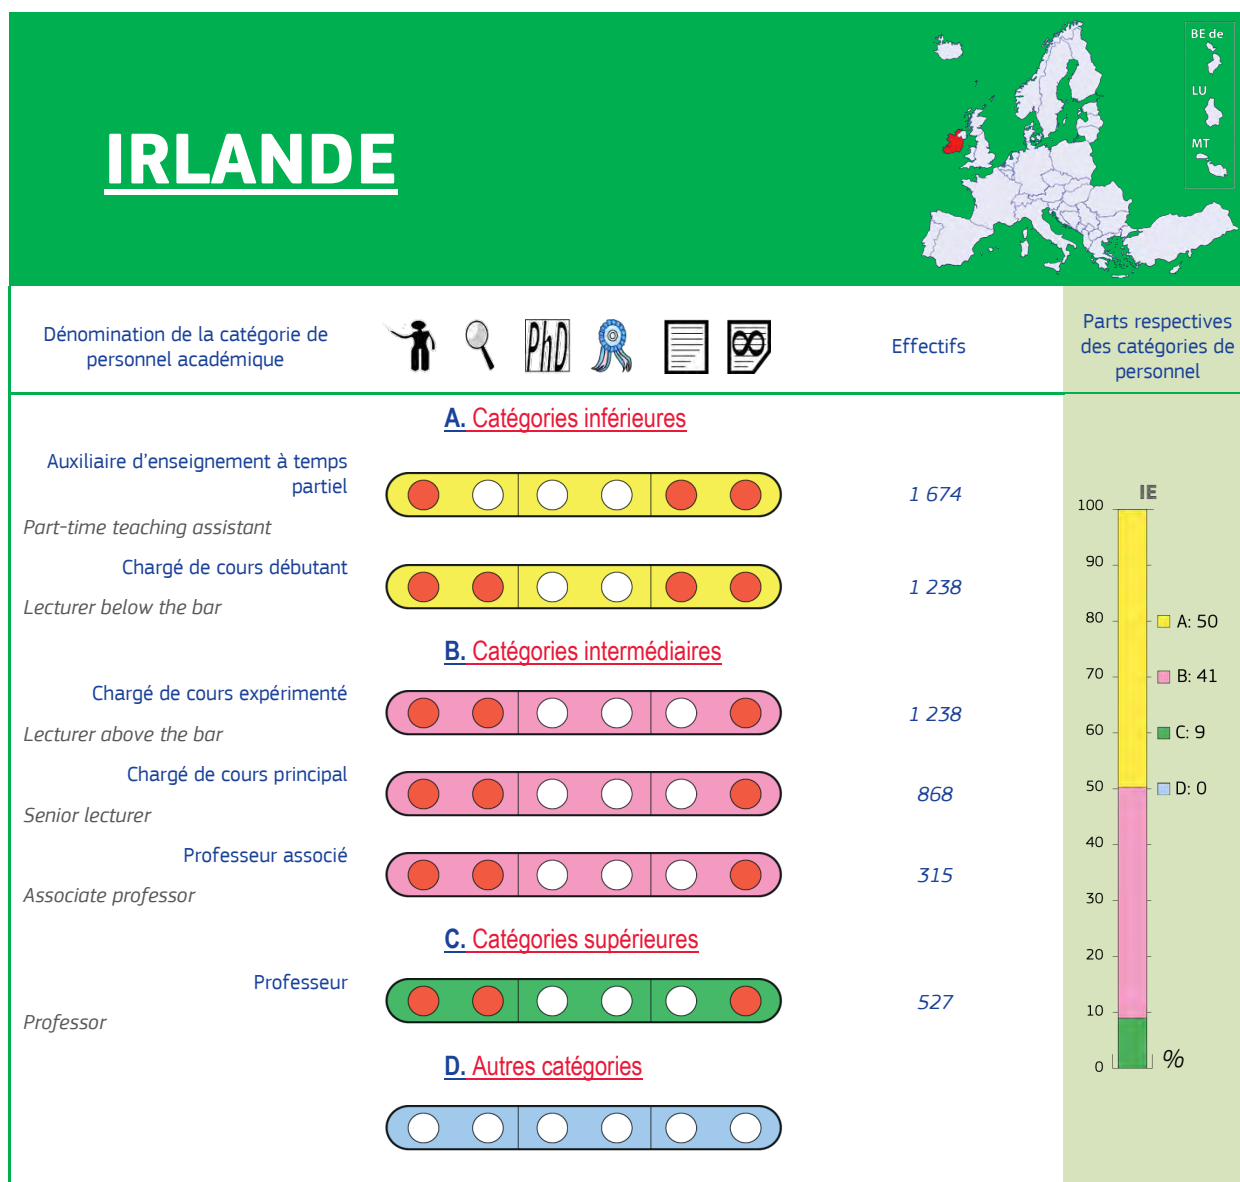 BE de
LU
MT
IRLANDE
Dénomination de la catégorie de
personnel académique
PhD
Effectifs
Parts respectives
des catégories de
personnel
A. Catégories inférieures
Auxiliaire d'enseignement à temps
partiel
Part-time teaching assistant
1 674
Chargé de cours débutant
Lecturer below the bar
1 238
B. Catégories intermédiaires
Chargé de cours expérimenté
Lecturer above the bar
1 238
Chargé de cours principal
Senior lecturer
868
Professeur associé
Associate professor
315
C. Catégories supérieures
Professeur
Professor
527
D. Autres catégories
IE
100
90
80
70
60
50
40
30
20
10
0
%
A: 50
B: 41
C: 9
D: 0